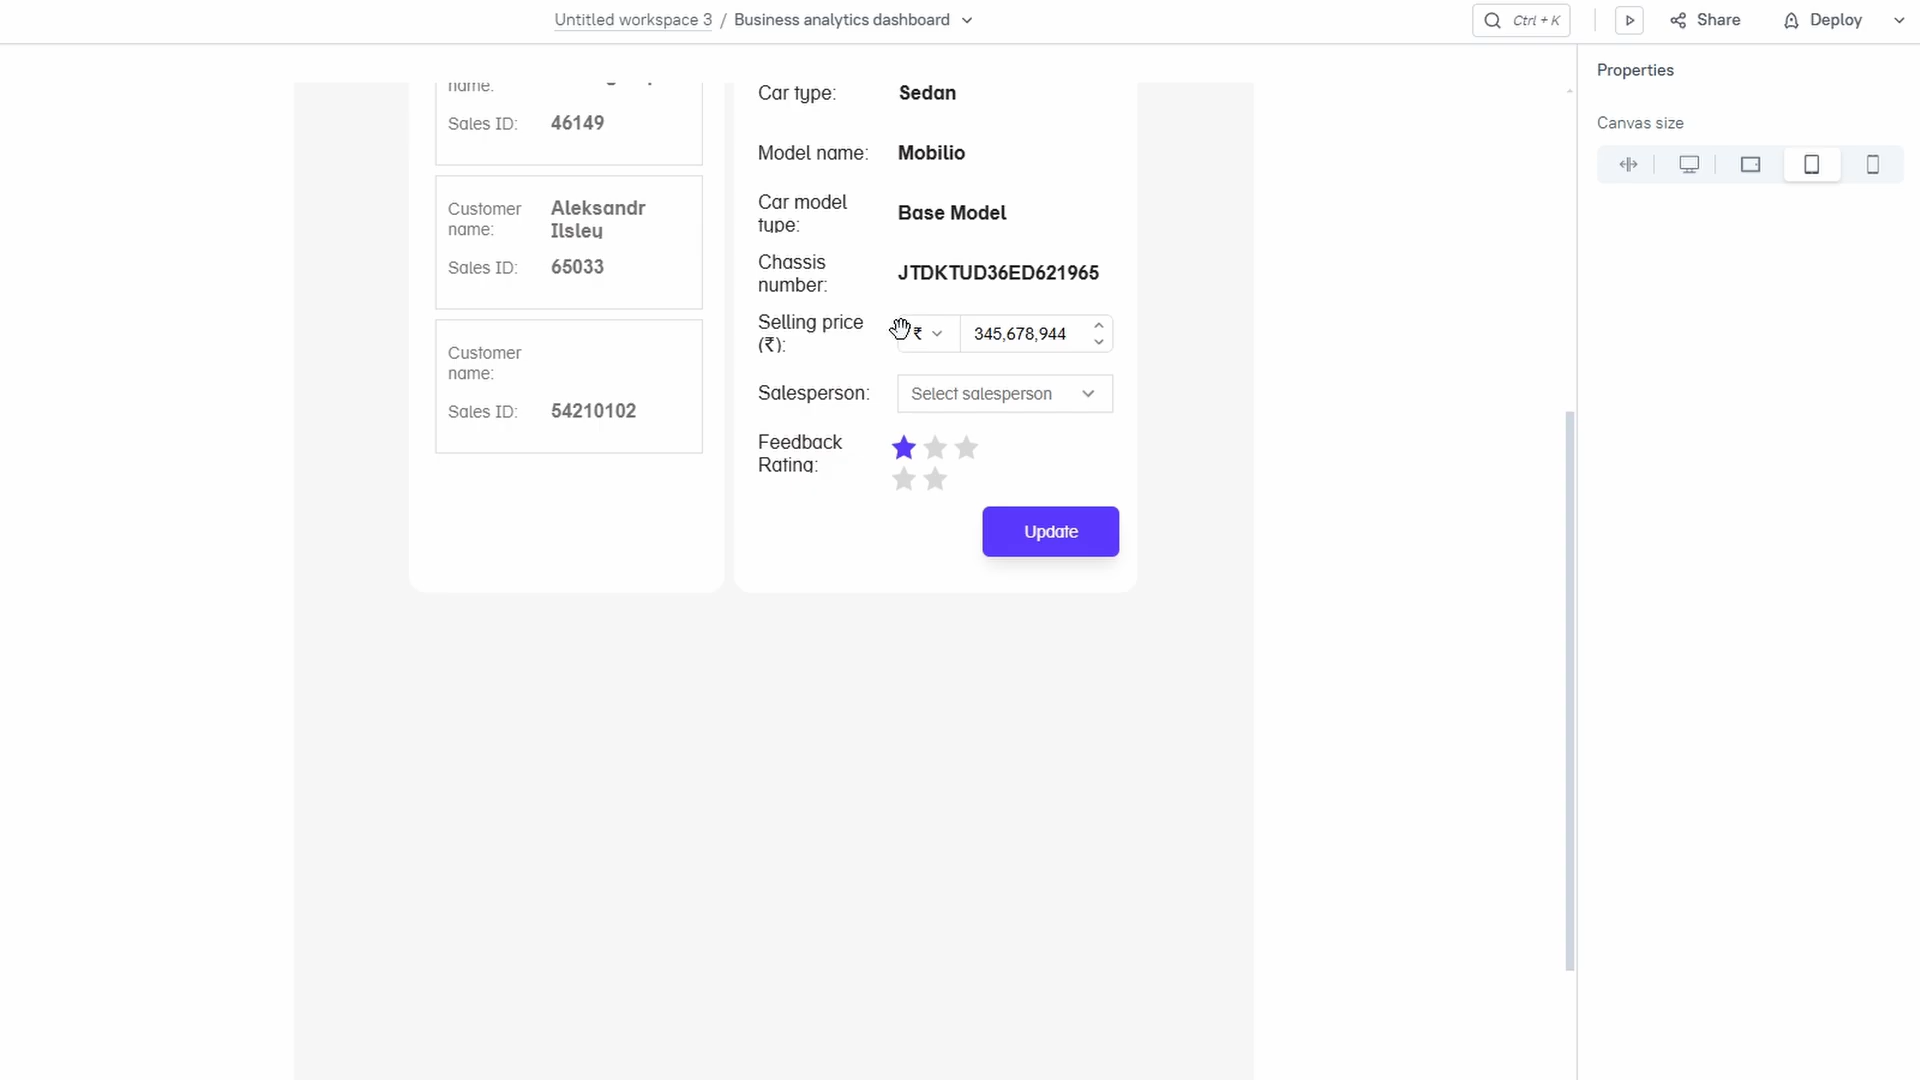 Untitled workspace 3 / Business analytics dashboard
Ctrl + K
Share
Deploy
Properties
Canvas size
name:
Sales ID: 46149
Customer name: Aleksandr Ilsley
Sales ID: 65033
Customer name:
Sales ID: 54210102
Car type: Sedan
Model name: Mobilio
Car model type: Base Model
Chassis number: JTDKTUD36ED621965
Selling price (₹): ₹ 345,678,944
Salesperson: Select salesperson
Feedback Rating:
Update